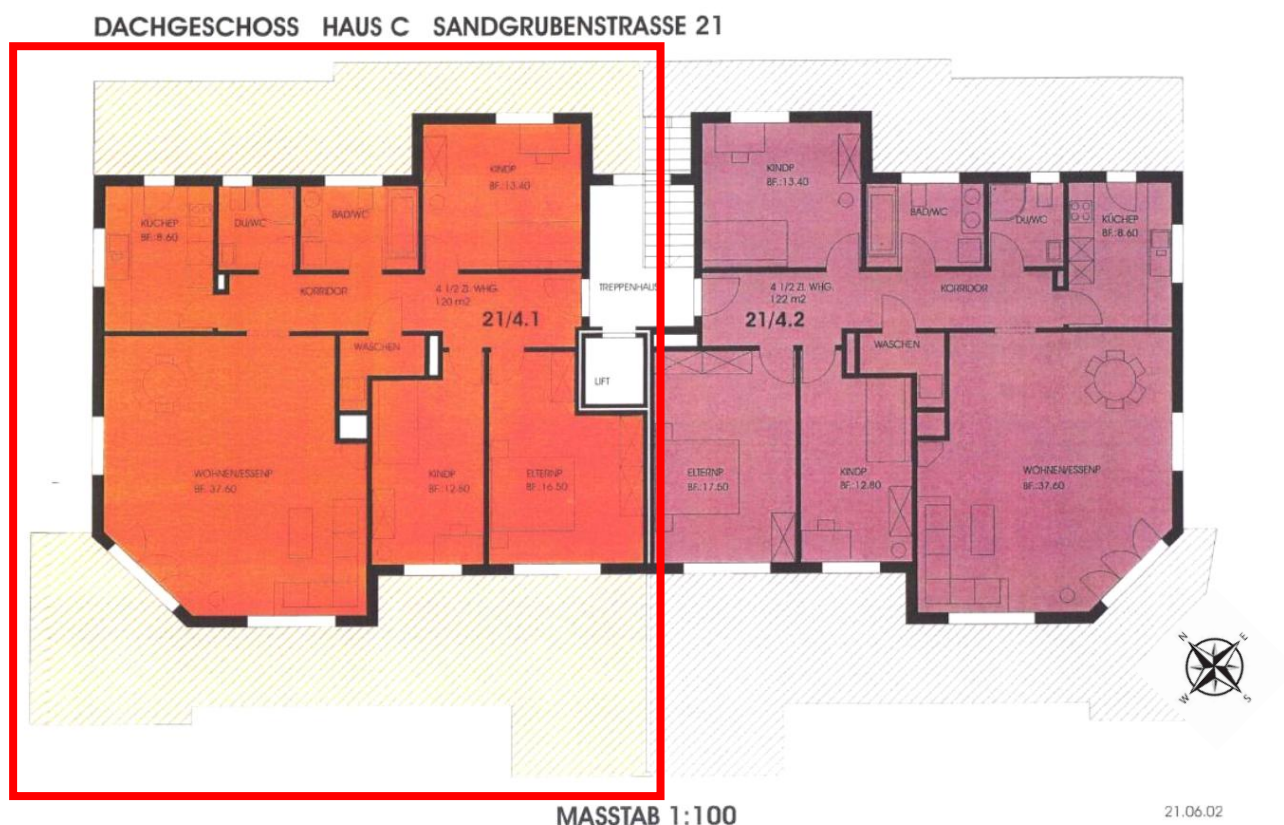 DACHGESCHOSS HAUS C SANDGRUBENSTRASSE 21
KINDP
BF.:13.40
KÜCHEP
BF.:8.60
DU/WC
BAD/WC
KORRIDOR
4 1/2 ZI. WHG.
120 m2
21/4.1
WASCHEN
WOHNEN/ESSENP
BF.:37.60
KINDP
BF.:12.80
ELTERNP
BF.:16.50
TREPPENHAUS
LIFT
KINDP
BF.:13.40
BAD/WC
DU/WC
KÜCHEP
BF.:8.60
4 1/2 ZI. WHG.
122 m2
21/4.2
KORRIDOR
WASCHEN
ELTERNP
BF.:17.50
KINDP
BF.:12.80
WOHNEN/ESSENP
BF.:37.60
N
E
W
S
MASSTAB 1:100
21.06.02